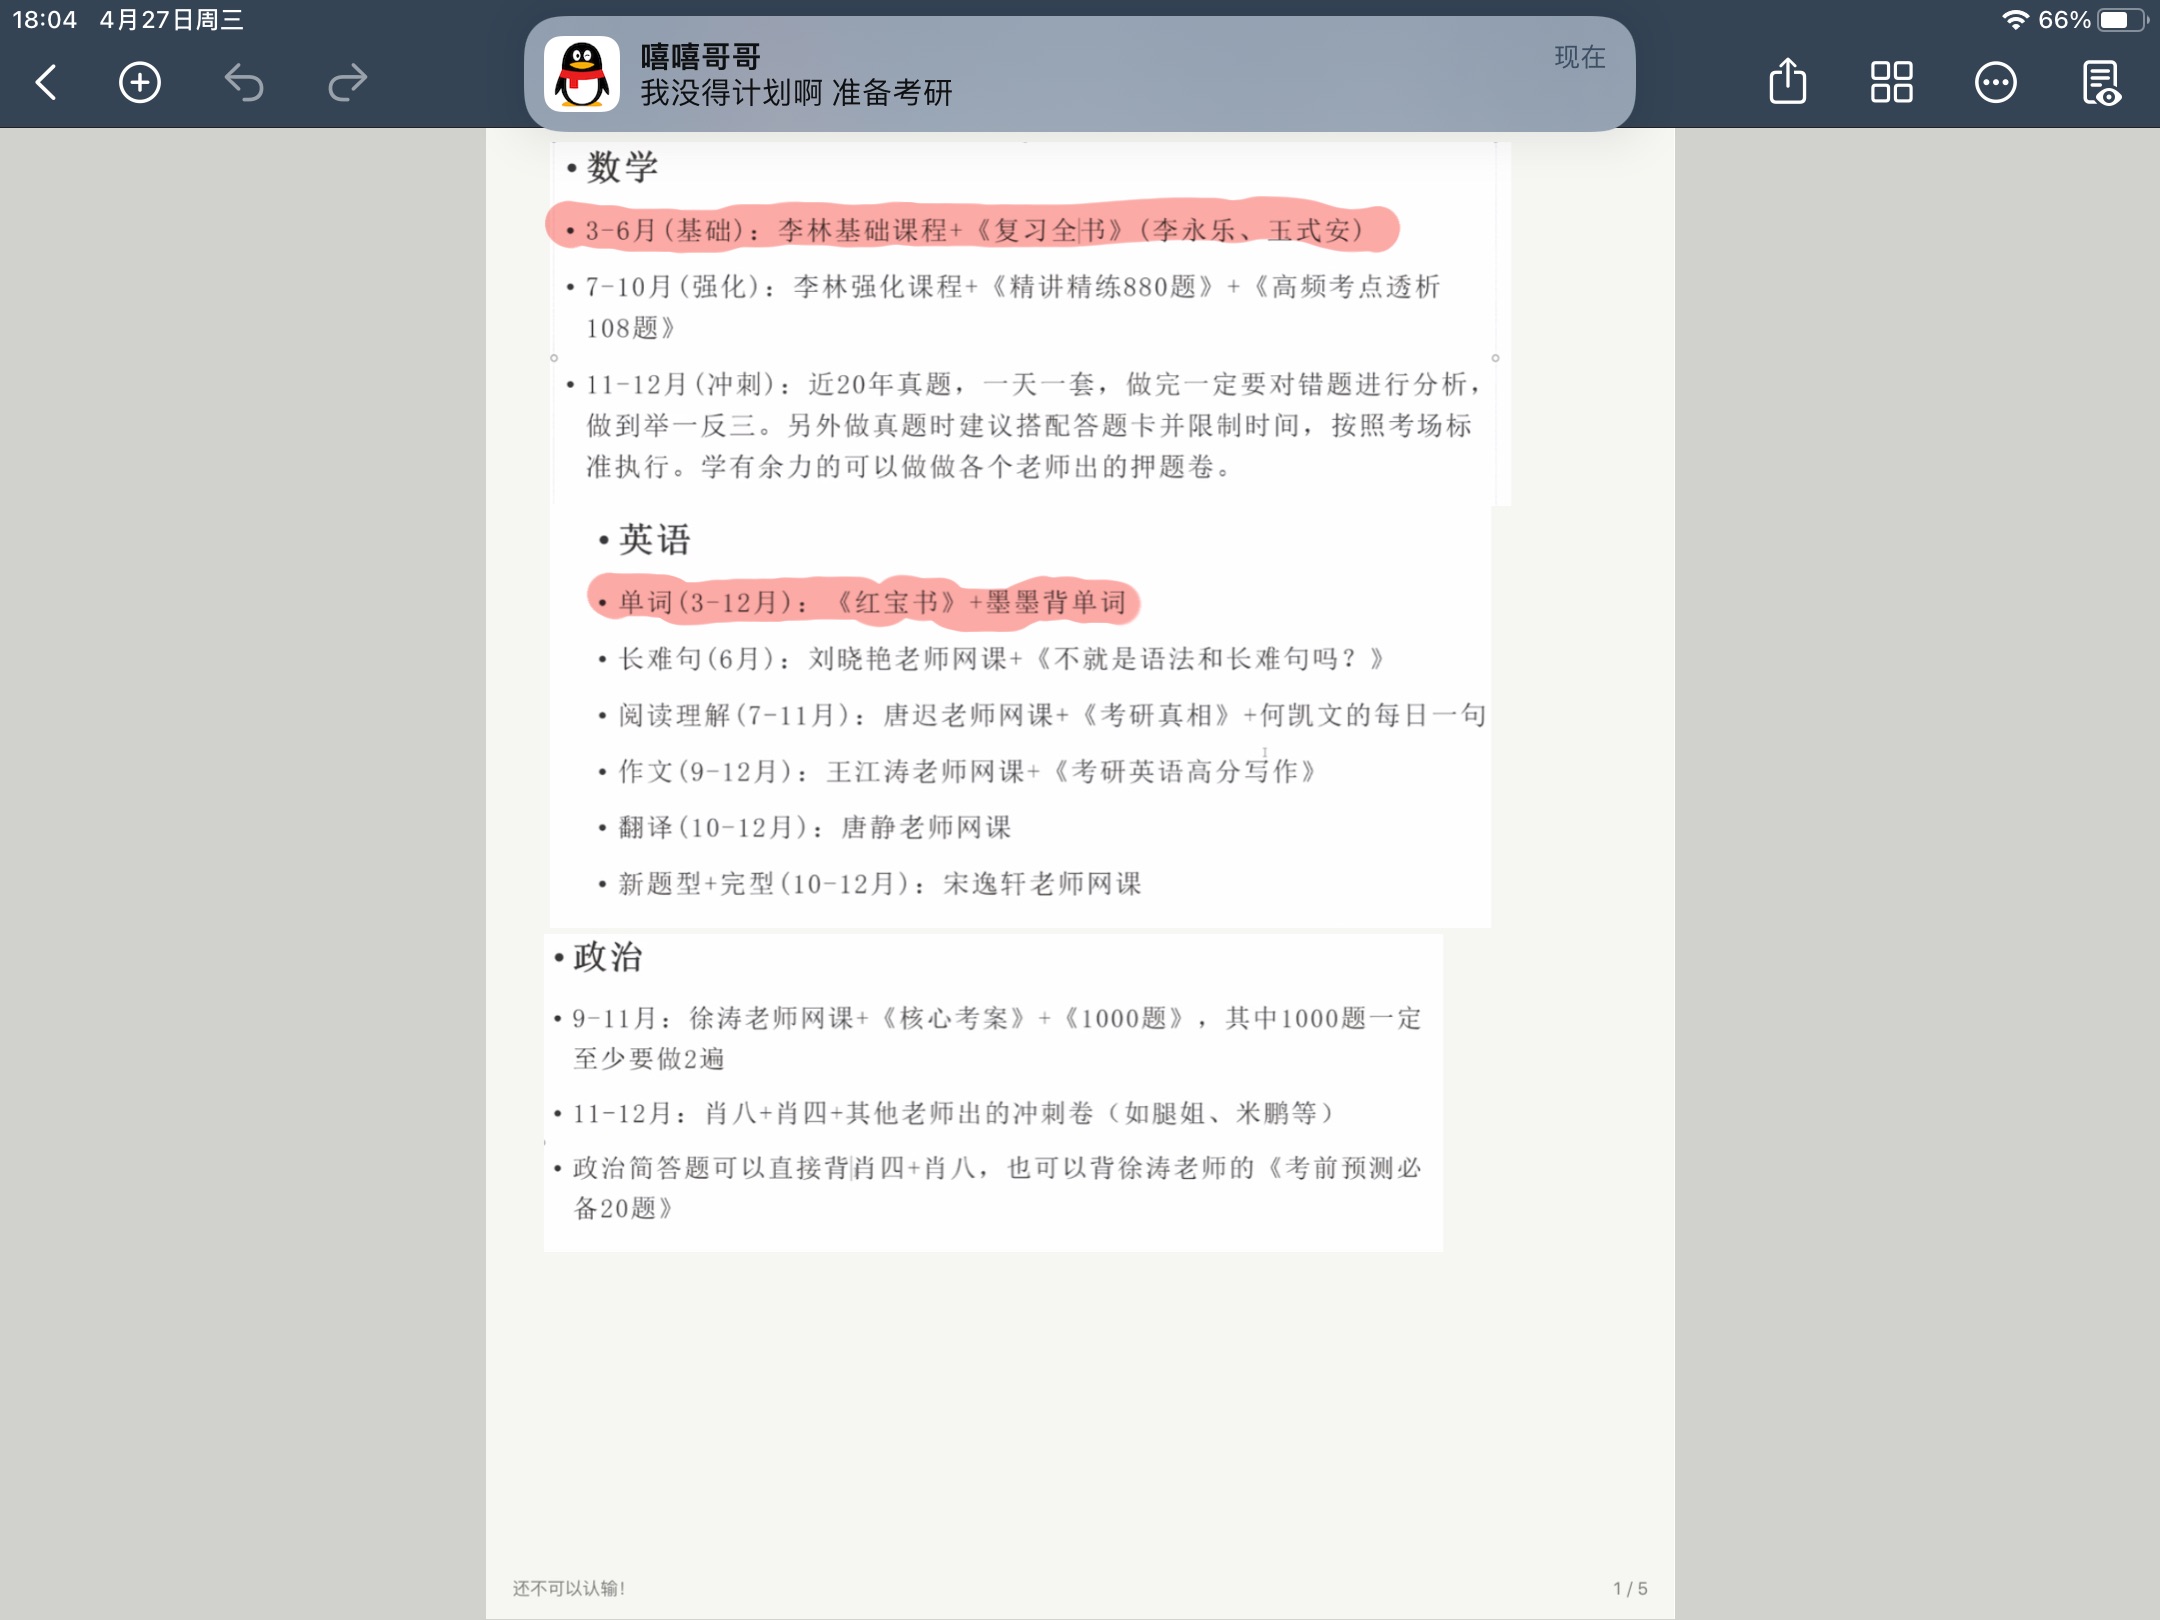 18:04 4月27日周三
66%
嘻嘻哥哥
现在
我没得计划啊 准备考研
• 数学
• 3-6月(基础)：李林基础课程+《复习全书》(李永乐、王式安)
• 7-10月(强化)：李林强化课程+《精讲精练880题》+《高频考点透析
108题》
• 11-12月(冲刺)：近20年真题，一天一套，做完一定要对错题进行分析，
做到举一反三。另外做真题时建议搭配答题卡并限制时间，按照考场标
准执行。学有余力的可以做做各个老师出的押题卷。
• 英语
• 单词(3-12月)：《红宝书》+墨墨背单词
• 长难句(6月)：刘晓艳老师网课+《不就是语法和长难句吗？》
• 阅读理解(7-11月)：唐迟老师网课+《考研真相》+何凯文的每日一句
• 作文(9-12月)：王江涛老师网课+《考研英语高分写作》
• 翻译(10-12月)：唐静老师网课
• 新题型+完型(10-12月)：宋逸轩老师网课
• 政治
• 9-11月：徐涛老师网课+《核心考案》+《1000题》，其中1000题一定
至少要做2遍
• 11-12月：肖八+肖四+其他老师出的冲刺卷（如腿姐、米鹏等）
• 政治简答题可以直接背肖四+肖八，也可以背徐涛老师的《考前预测必
备20题》
还不可以认输！
1 / 5